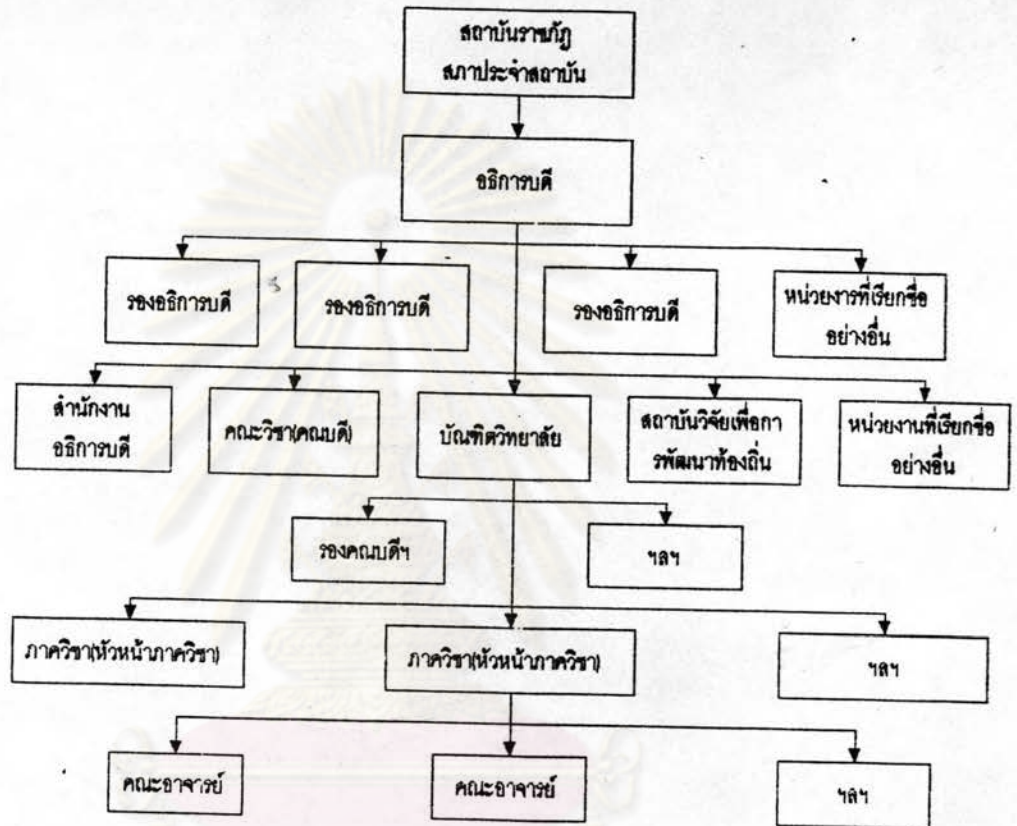 สถาบันราชภัฏ
สภาประจำสถาบัน
อธิการบดี
รองอธิการบดี
รองอธิการบดี
รองอธิการบดี
หน่วยงารที่เรียกชื่อ
อย่างอื่น
สำนักงาน
อธิการบดี
คณะวิชา(คณบดี)
บัณฑิตวิทยาลัย
สถาบันวิจัยเพื่อกา
รพัฒนาท้องถิ่น
หน่วยงานที่เรียกชื่อ
อย่างอื่น
รองคณบดีฯ
ฯลฯ
ภาควิชา(หัวหน้าภาควิชา)
ภาควิชา(หัวหน้าภาควิชา)
ฯลฯ
คณะอาจารย์
คณะอาจารย์
ฯลฯ